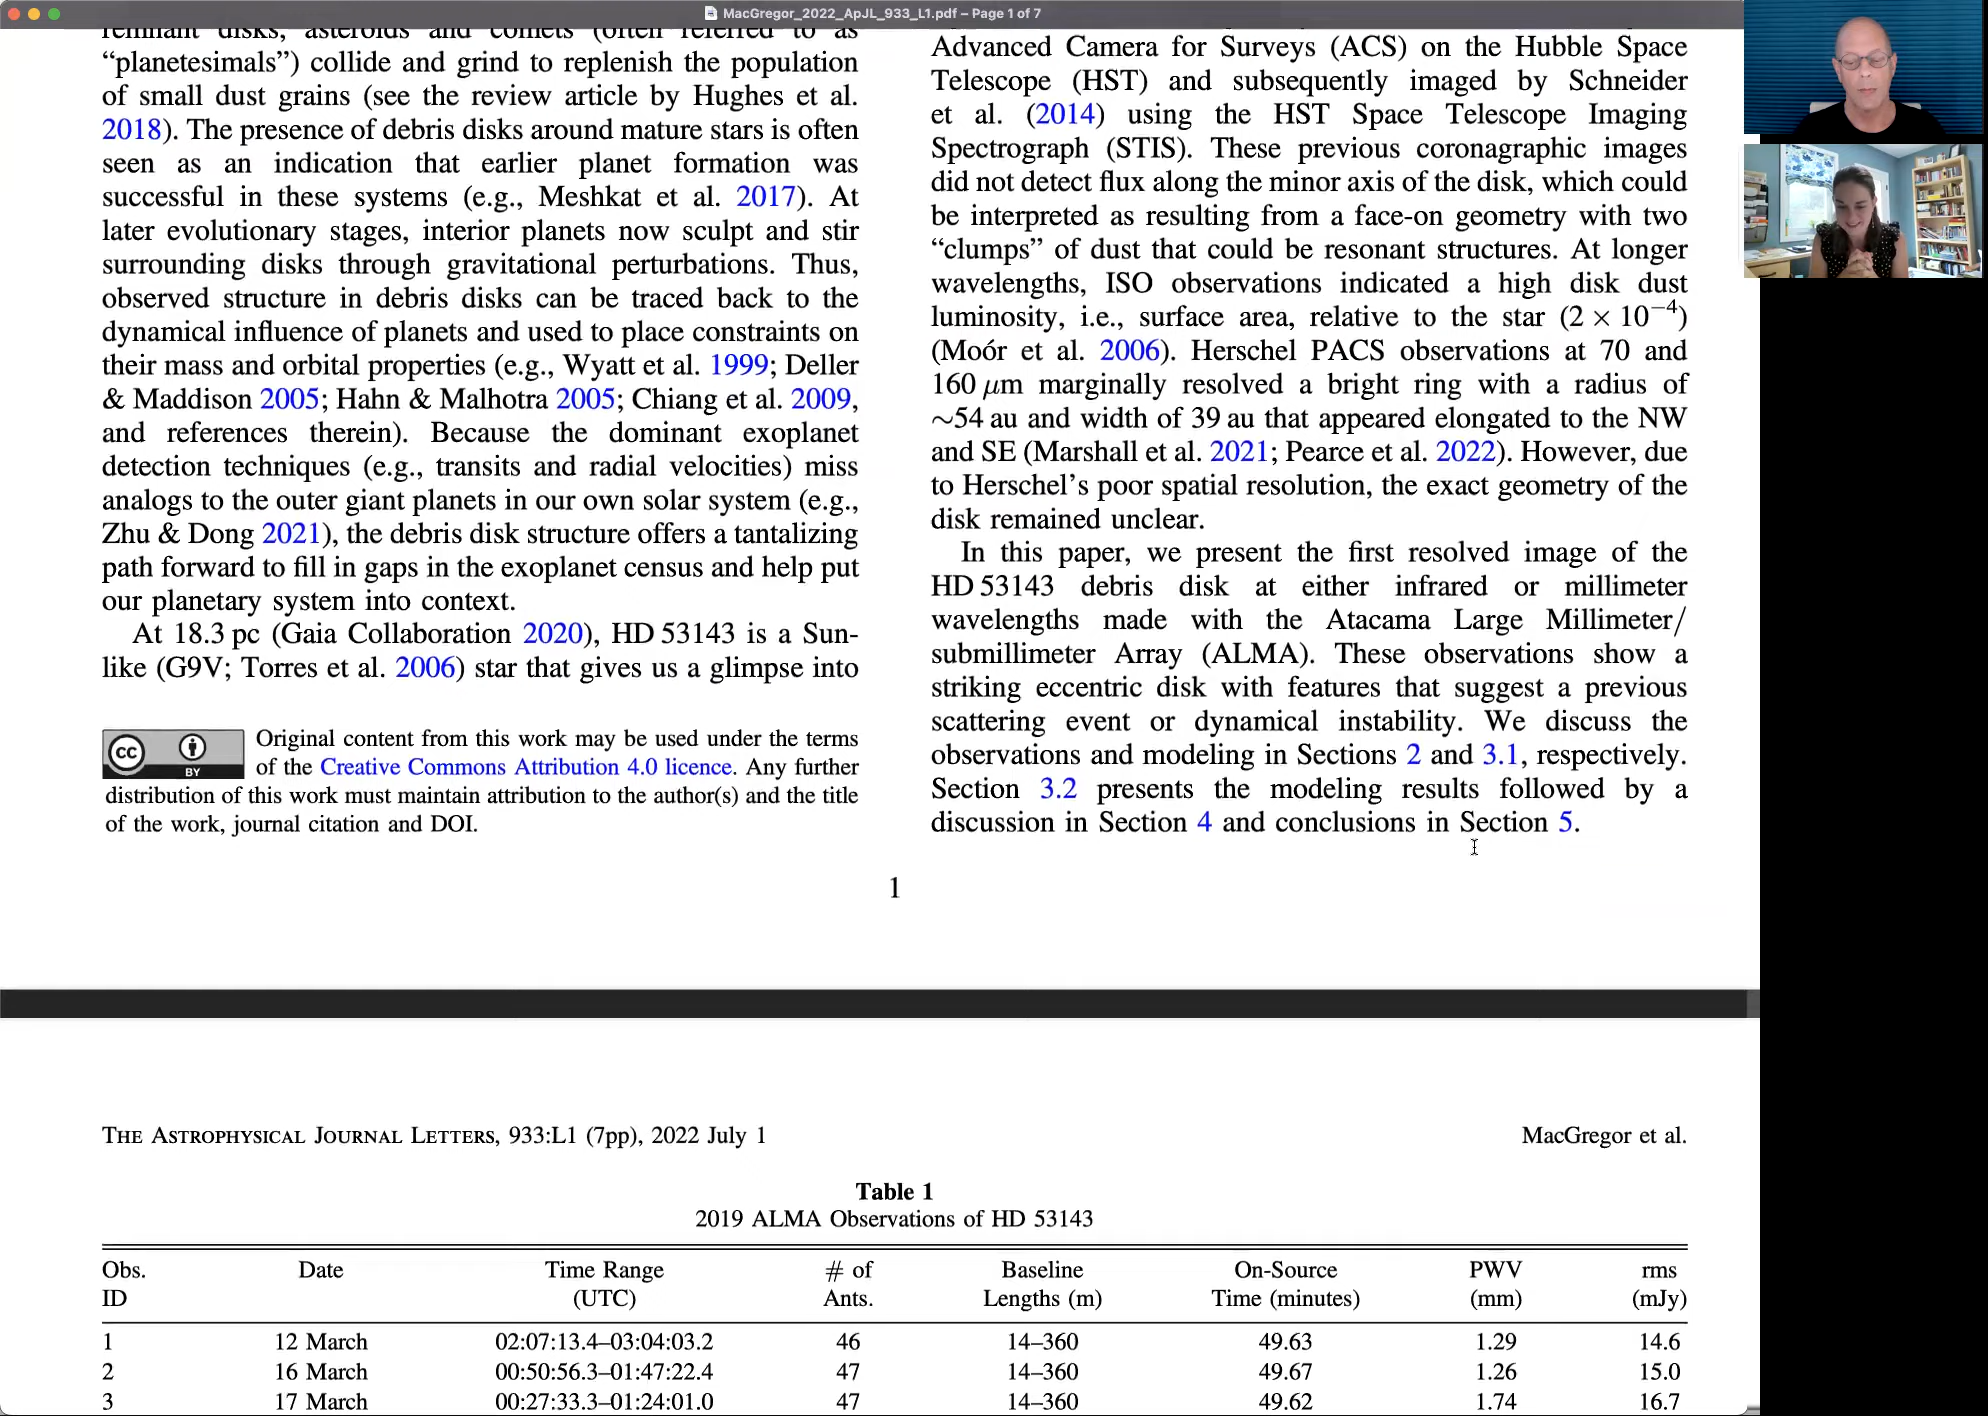 MacGregor_2022_ApJL_933_L1.pdf – Page 1 of 7
remnant disks, asteroids and comets (often referred to as
“planetesimals”) collide and grind to replenish the population
of small dust grains (see the review article by Hughes et al.
2018). The presence of debris disks around mature stars is often
seen as an indication that earlier planet formation was
successful in these systems (e.g., Meshkat et al. 2017). At
later evolutionary stages, interior planets now sculpt and stir
surrounding disks through gravitational perturbations. Thus,
observed structure in debris disks can be traced back to the
dynamical influence of planets and used to place constraints on
their mass and orbital properties (e.g., Wyatt et al. 1999; Deller
& Maddison 2005; Hahn & Malhotra 2005; Chiang et al. 2009,
and references therein). Because the dominant exoplanet
detection techniques (e.g., transits and radial velocities) miss
analogs to the outer giant planets in our own solar system (e.g.,
Zhu & Dong 2021), the debris disk structure offers a tantalizing
path forward to fill in gaps in the exoplanet census and help put
our planetary system into context.
At 18.3 pc (Gaia Collaboration 2020), HD 53143 is a Sun-
like (G9V; Torres et al. 2006) star that gives us a glimpse into
cc BY
Original content from this work may be used under the terms
of the Creative Commons Attribution 4.0 licence. Any further
distribution of this work must maintain attribution to the author(s) and the title
of the work, journal citation and DOI.
Advanced Camera for Surveys (ACS) on the Hubble Space
Telescope (HST) and subsequently imaged by Schneider
et al. (2014) using the HST Space Telescope Imaging
Spectrograph (STIS). These previous coronagraphic images
did not detect flux along the minor axis of the disk, which could
be interpreted as resulting from a face-on geometry with two
“clumps” of dust that could be resonant structures. At longer
wavelengths, ISO observations indicated a high disk dust
luminosity, i.e., surface area, relative to the star (2 × 10⁻⁴)
(Moór et al. 2006). Herschel PACS observations at 70 and
160 μm marginally resolved a bright ring with a radius of
∼54 au and width of 39 au that appeared elongated to the NW
and SE (Marshall et al. 2021; Pearce et al. 2022). However, due
to Herschel’s poor spatial resolution, the exact geometry of the
disk remained unclear.
In this paper, we present the first resolved image of the
HD 53143 debris disk at either infrared or millimeter
wavelengths made with the Atacama Large Millimeter/
submillimeter Array (ALMA). These observations show a
striking eccentric disk with features that suggest a previous
scattering event or dynamical instability. We discuss the
observations and modeling in Sections 2 and 3.1, respectively.
Section 3.2 presents the modeling results followed by a
discussion in Section 4 and conclusions in Section 5.
1
THE ASTROPHYSICAL JOURNAL LETTERS, 933:L1 (7pp), 2022 July 1 MacGregor et al.
Table 1
2019 ALMA Observations of HD 53143
Obs. Date Time Range # of Baseline On-Source PWV rms
ID (UTC) Ants. Lengths (m) Time (minutes) (mm) (mJy)
1 12 March 02:07:13.4–03:04:03.2 46 14–360 49.63 1.29 14.6
2 16 March 00:50:56.3–01:47:22.4 47 14–360 49.67 1.26 15.0
3 17 March 00:27:33.3–01:24:01.0 47 14–360 49.62 1.74 16.7